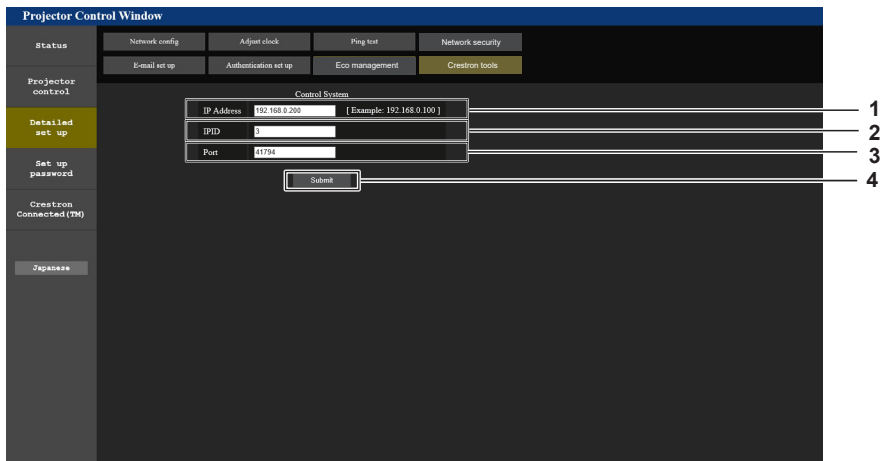 Projector Control Window
Status
Network config
Adjust clock
Ping test
Network security
E-mail set up
Authentication set up
Eco management
Crestron tools
Projector
control
Detailed
set up
Set up
password
Crestron
Connected(TM)
Japanese
Control System
IP Address 192.168.0.200 [ Example: 192.168.0.100 ]
1
IPID 3
2
Port 41794
3
Submit
4